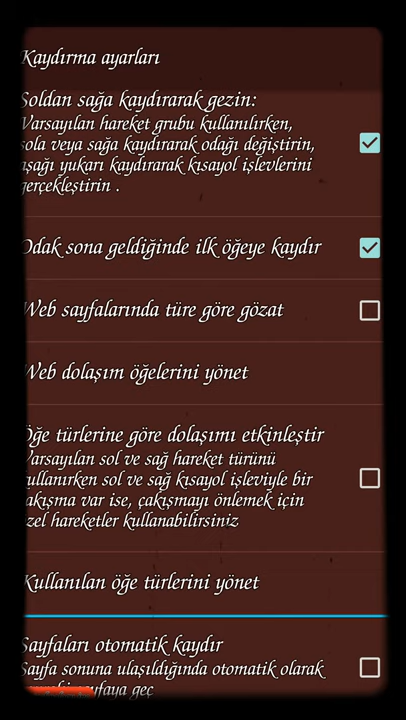 Kaydırma ayarları
Soldan sağa kaydırarak gezin:
Varsayılan hareket grubu kullanılırken,
sola veya sağa kaydırarak odağı değiştirin,
aşağı yukarı kaydırarak kısayol işlevlerini
gerçekleştirin .
Odak sona geldiğinde ilk öğeye kaydır
Web sayfalarında türe göre gözat
Web dolaşım öğelerini yönet
Öğe türlerine göre dolaşımı etkinleştir
Varsayılan sol ve sağ hareket türünü
kullanırken sol ve sağ kısayol işleviyle bir
çakışma var ise, çakışmayı önlemek için
özel hareketler kullanabilirsiniz
Kullanılan öğe türlerini yönet
Sayfaları otomatik kaydır
Sayfa sonuna ulaşıldığında otomatik olarak
sayfaya geç